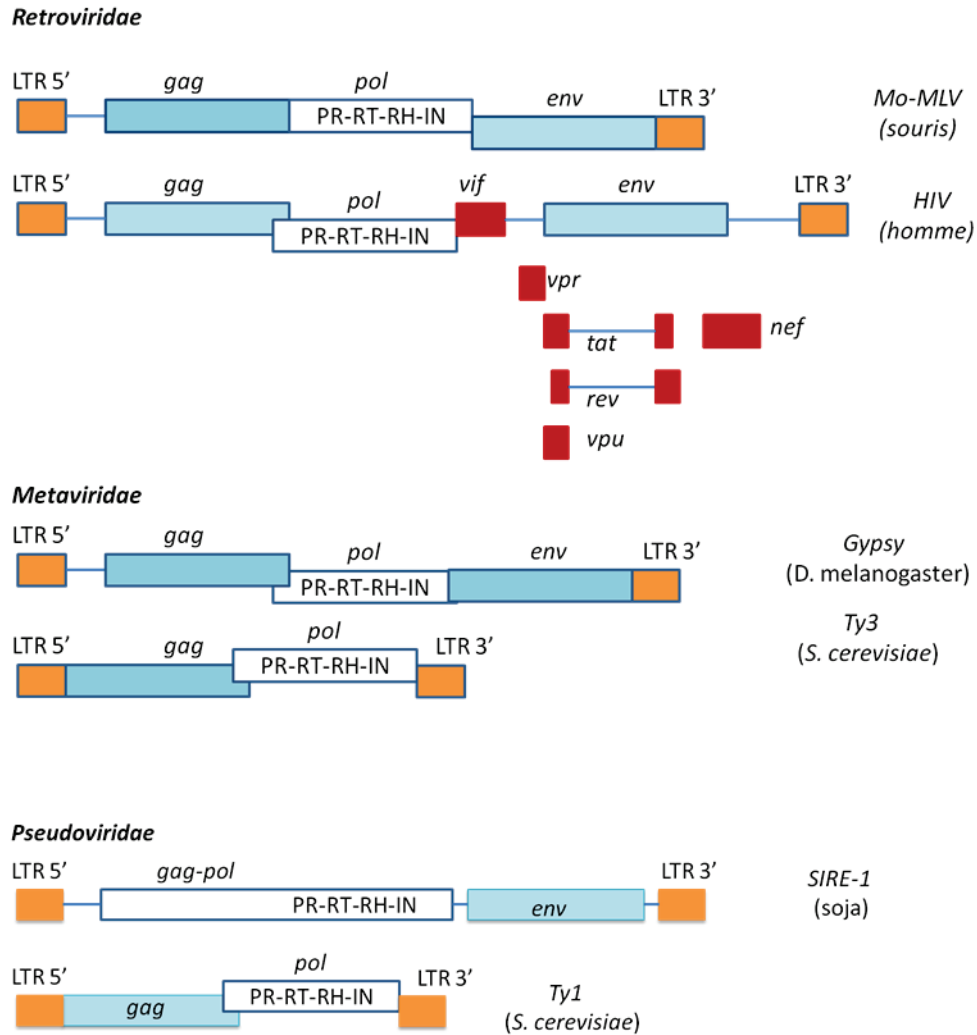 Retroviridae
LTR 5’ gag pol env LTR 3’
PR-RT-RH-IN
Mo-MLV
(souris)
LTR 5’ gag pol vif env LTR 3’
PR-RT-RH-IN
HIV
(homme)
vpr
tat
nef
rev
vpu
Metaviridae
LTR 5’ gag pol env LTR 3’
PR-RT-RH-IN
Gypsy
(D. melanogaster)
LTR 5’ gag pol LTR 3’
PR-RT-RH-IN
Ty3
(S. cerevisiae)
Pseudoviridae
LTR 5’ gag-pol LTR 3’
PR-RT-RH-IN env
SIRE-1
(soja)
LTR 5’ pol LTR 3’
gag PR-RT-RH-IN
Ty1
(S. cerevisiae)